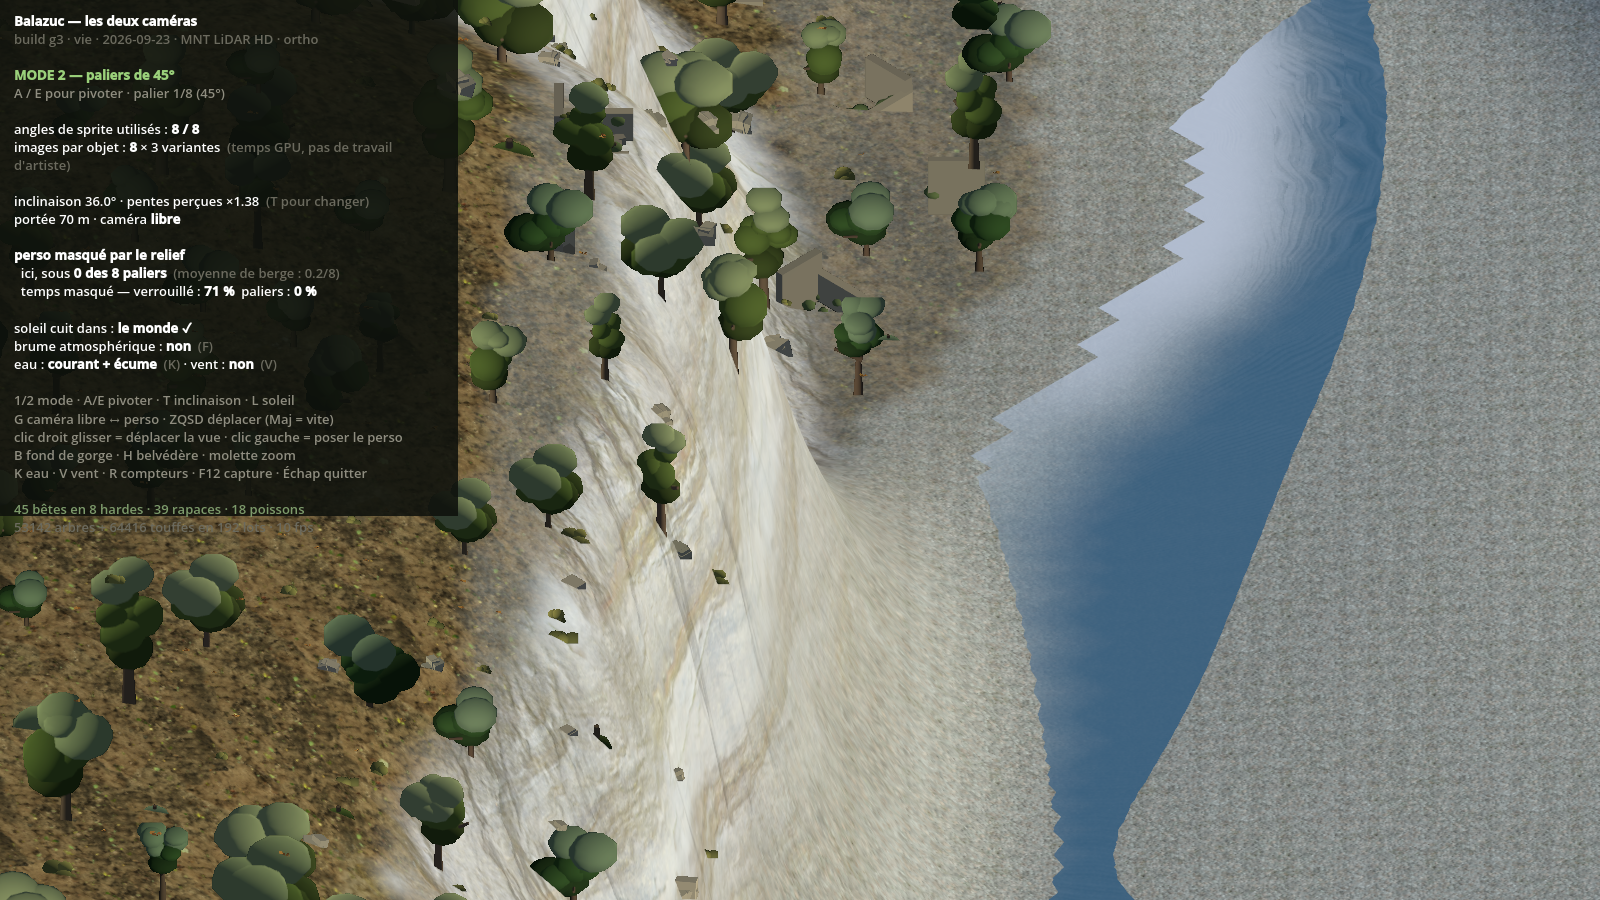 Balazuc — les deux caméras
build g3 · vie · 2026-09-23 · MNT LiDAR HD · ortho
MODE 2 — paliers de 45°
A / E pour pivoter · palier 1/8 (45°)
angles de sprite utilisés : 8 / 8
images par objet : 8 × 3 variantes (temps GPU, pas de travail
d'artiste)
inclinaison 36.0° · pentes perçues ×1.38 (T pour changer)
portée 70 m · caméra libre
perso masqué par le relief
ici, sous 0 des 8 paliers (moyenne de berge : 0.2/8)
temps masqué — verrouillé : 71 % paliers : 0 %
soleil cuit dans : le monde ✓
brume atmosphérique : non (F)
eau : courant + écume (K) · vent : non (V)
1/2 mode · A/E pivoter · T inclinaison · L soleil
G caméra libre ↔ perso · ZQSD déplacer (Maj = vite)
clic droit glisser = déplacer la vue · clic gauche = poser le perso
B fond de gorge · H belvédère · molette zoom
K eau · V vent · R compteurs · F12 capture · Échap quitter
45 bêtes en 8 hardes · 39 rapaces · 18 poissons
arbres touffes en